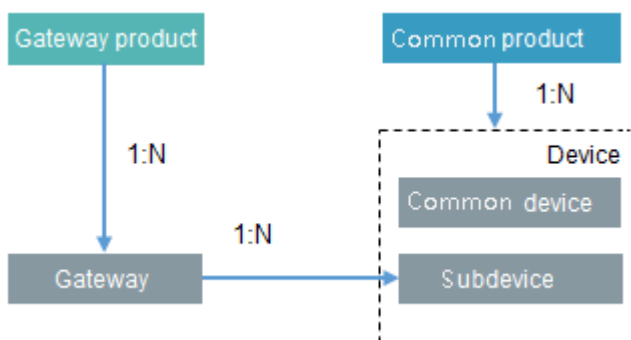 Gateway product
Common product
1:N
1:N
Device
Common device
1:N
Gateway
Subdevice